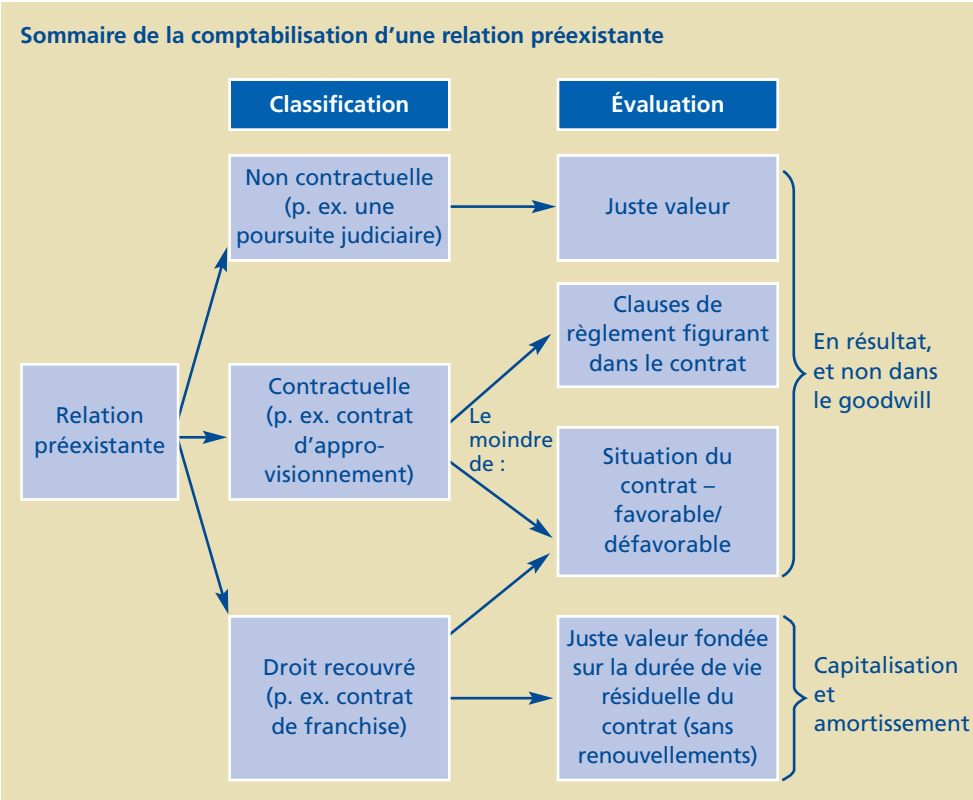 Sommaire de la comptabilisation d’une relation préexistante
Classification
Évaluation
Non contractuelle
(p. ex. une
poursuite judiciaire)
Juste valeur
Clauses de
règlement figurant
dans le contrat
En résultat,
et non dans
le goodwill
Relation
préexistante
Contractuelle
(p. ex. contrat
d’appro-
visionnement)
Le
moindre
de :
Situation du
contrat –
favorable/
défavorable
Droit recouvré
(p. ex. contrat
de franchise)
Juste valeur fondée
sur la durée de vie
résiduelle du
contrat (sans
renouvellements)
Capitalisation
et
amortissement